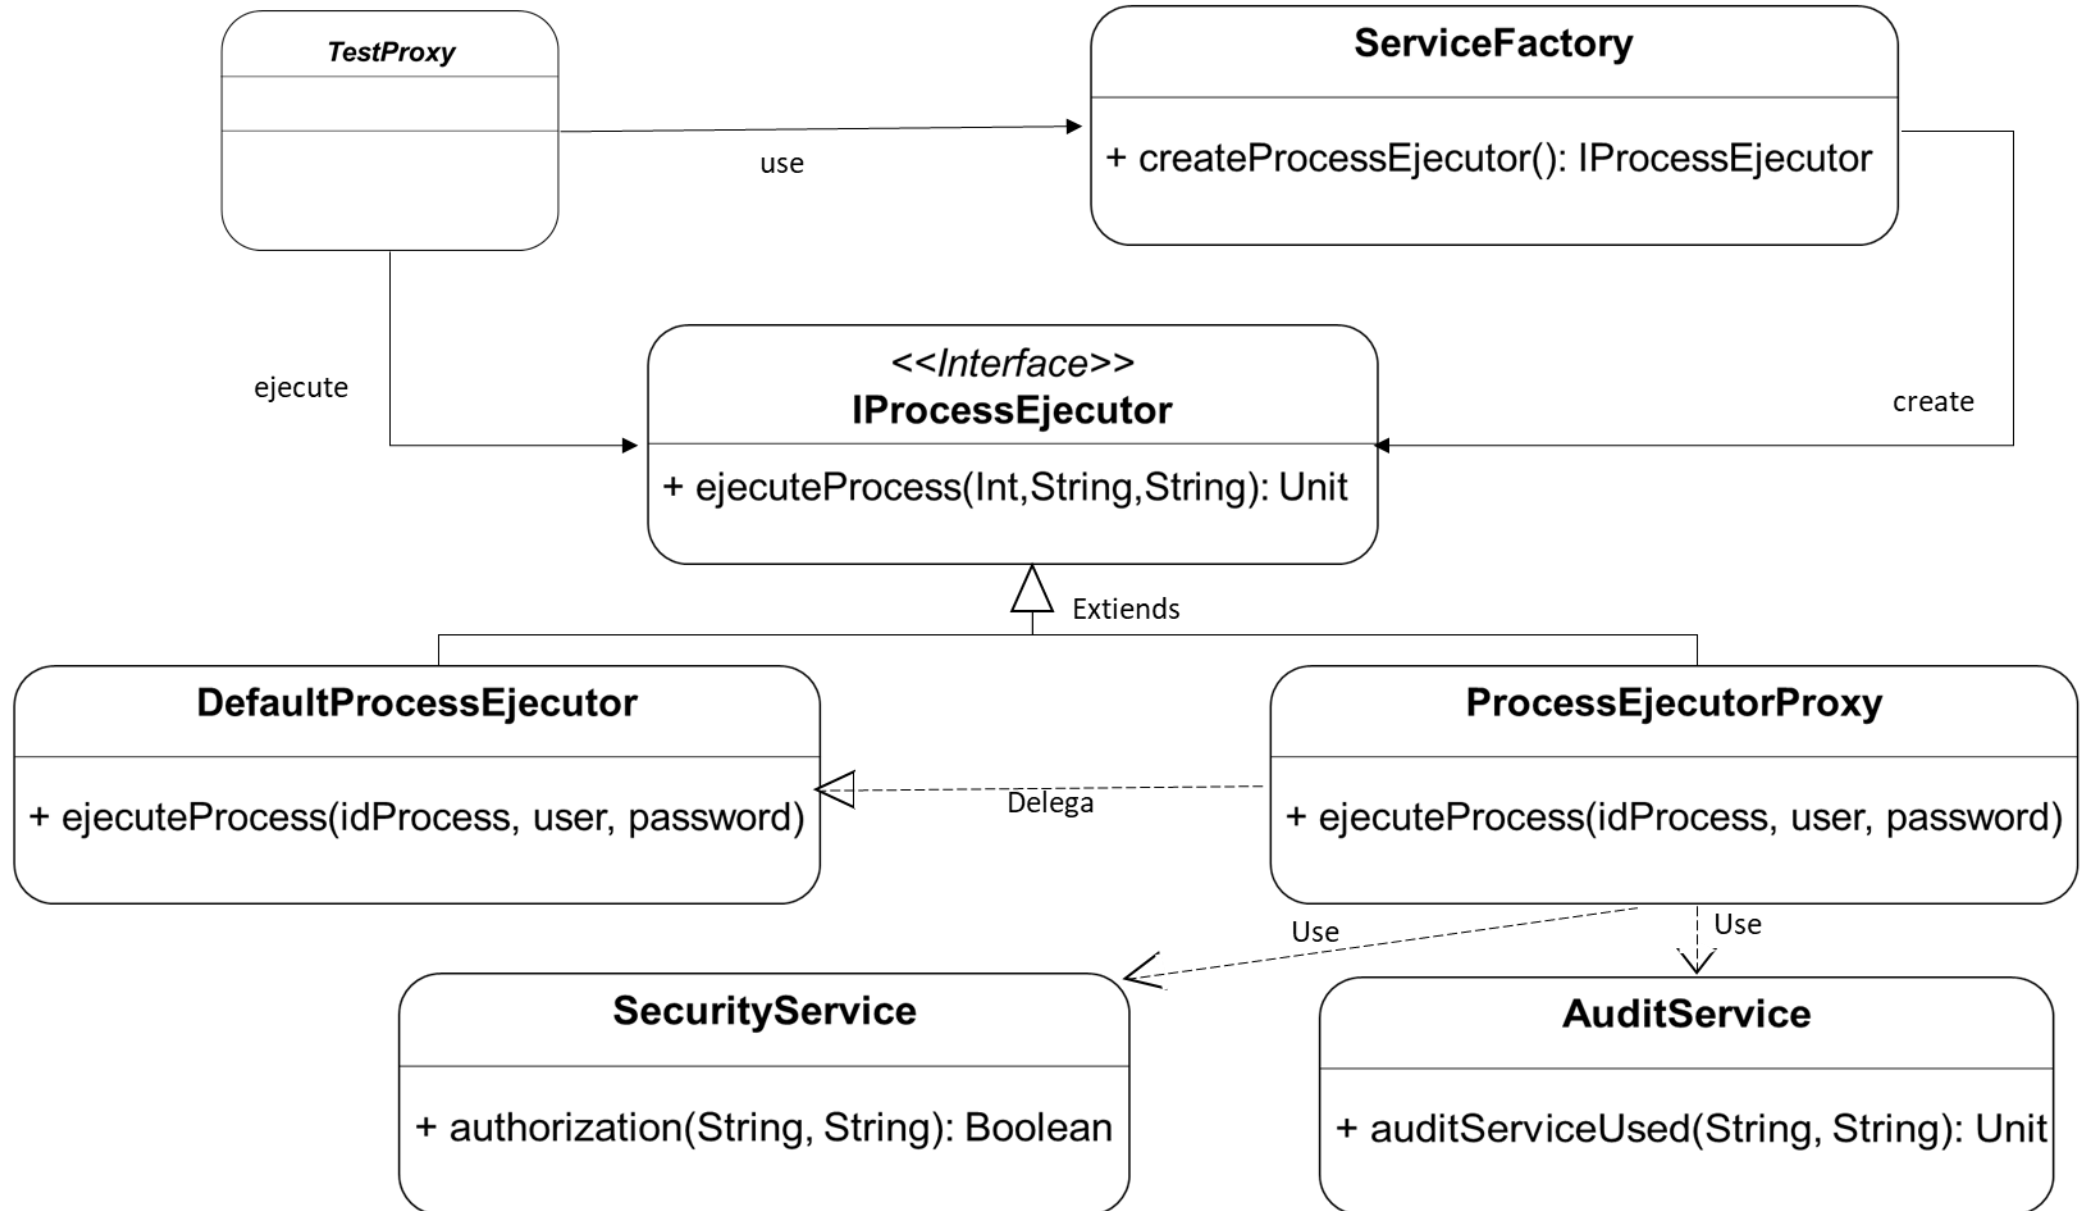 TestProxy
ServiceFactory
+ createProcessEjecutor(): IProcessEjecutor
use
<<Interface>>
IProcessEjecutor
+ ejecuteProcess(Int,String,String): Unit
ejecute
create
Extiends
DefaultProcessEjecutor
+ ejecuteProcess(idProcess, user, password)
Delega
ProcessEjecutorProxy
+ ejecuteProcess(idProcess, user, password)
Use
Use
SecurityService
+ authorization(String, String): Boolean
AuditService
+ auditServiceUsed(String, String): Unit